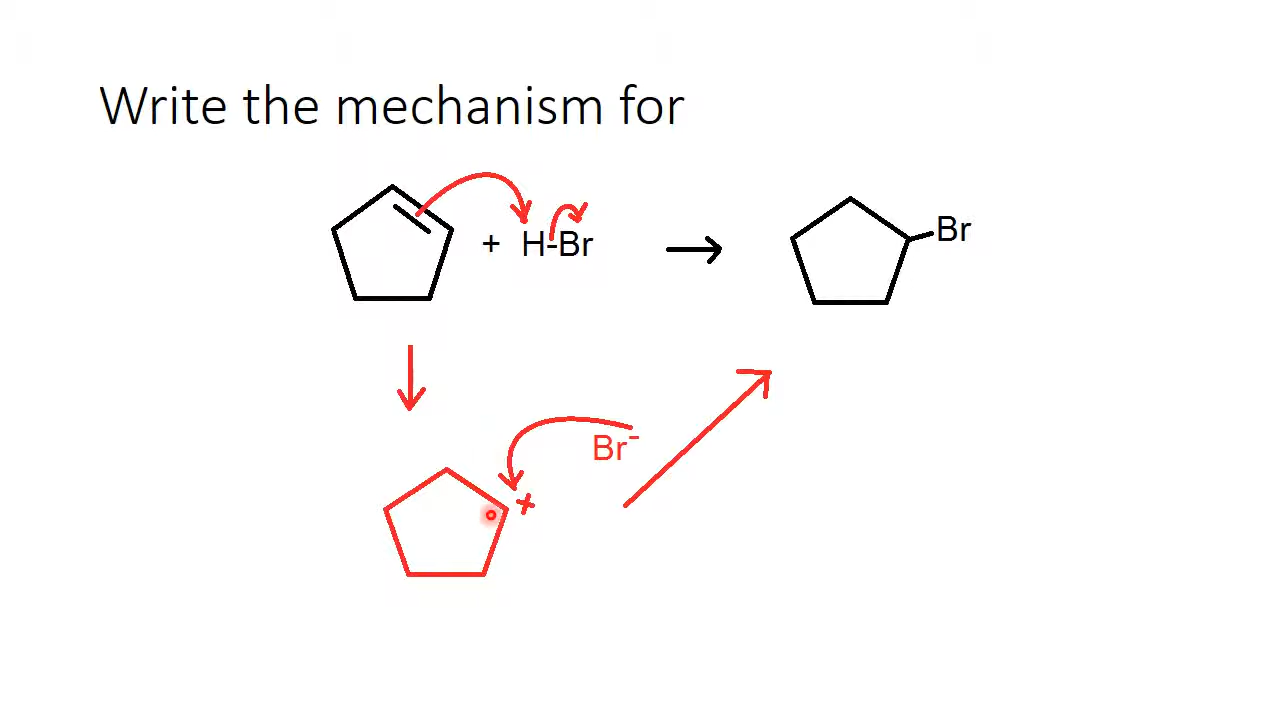 Write the mechanism for
+ H-Br
Br
Br⁻
+